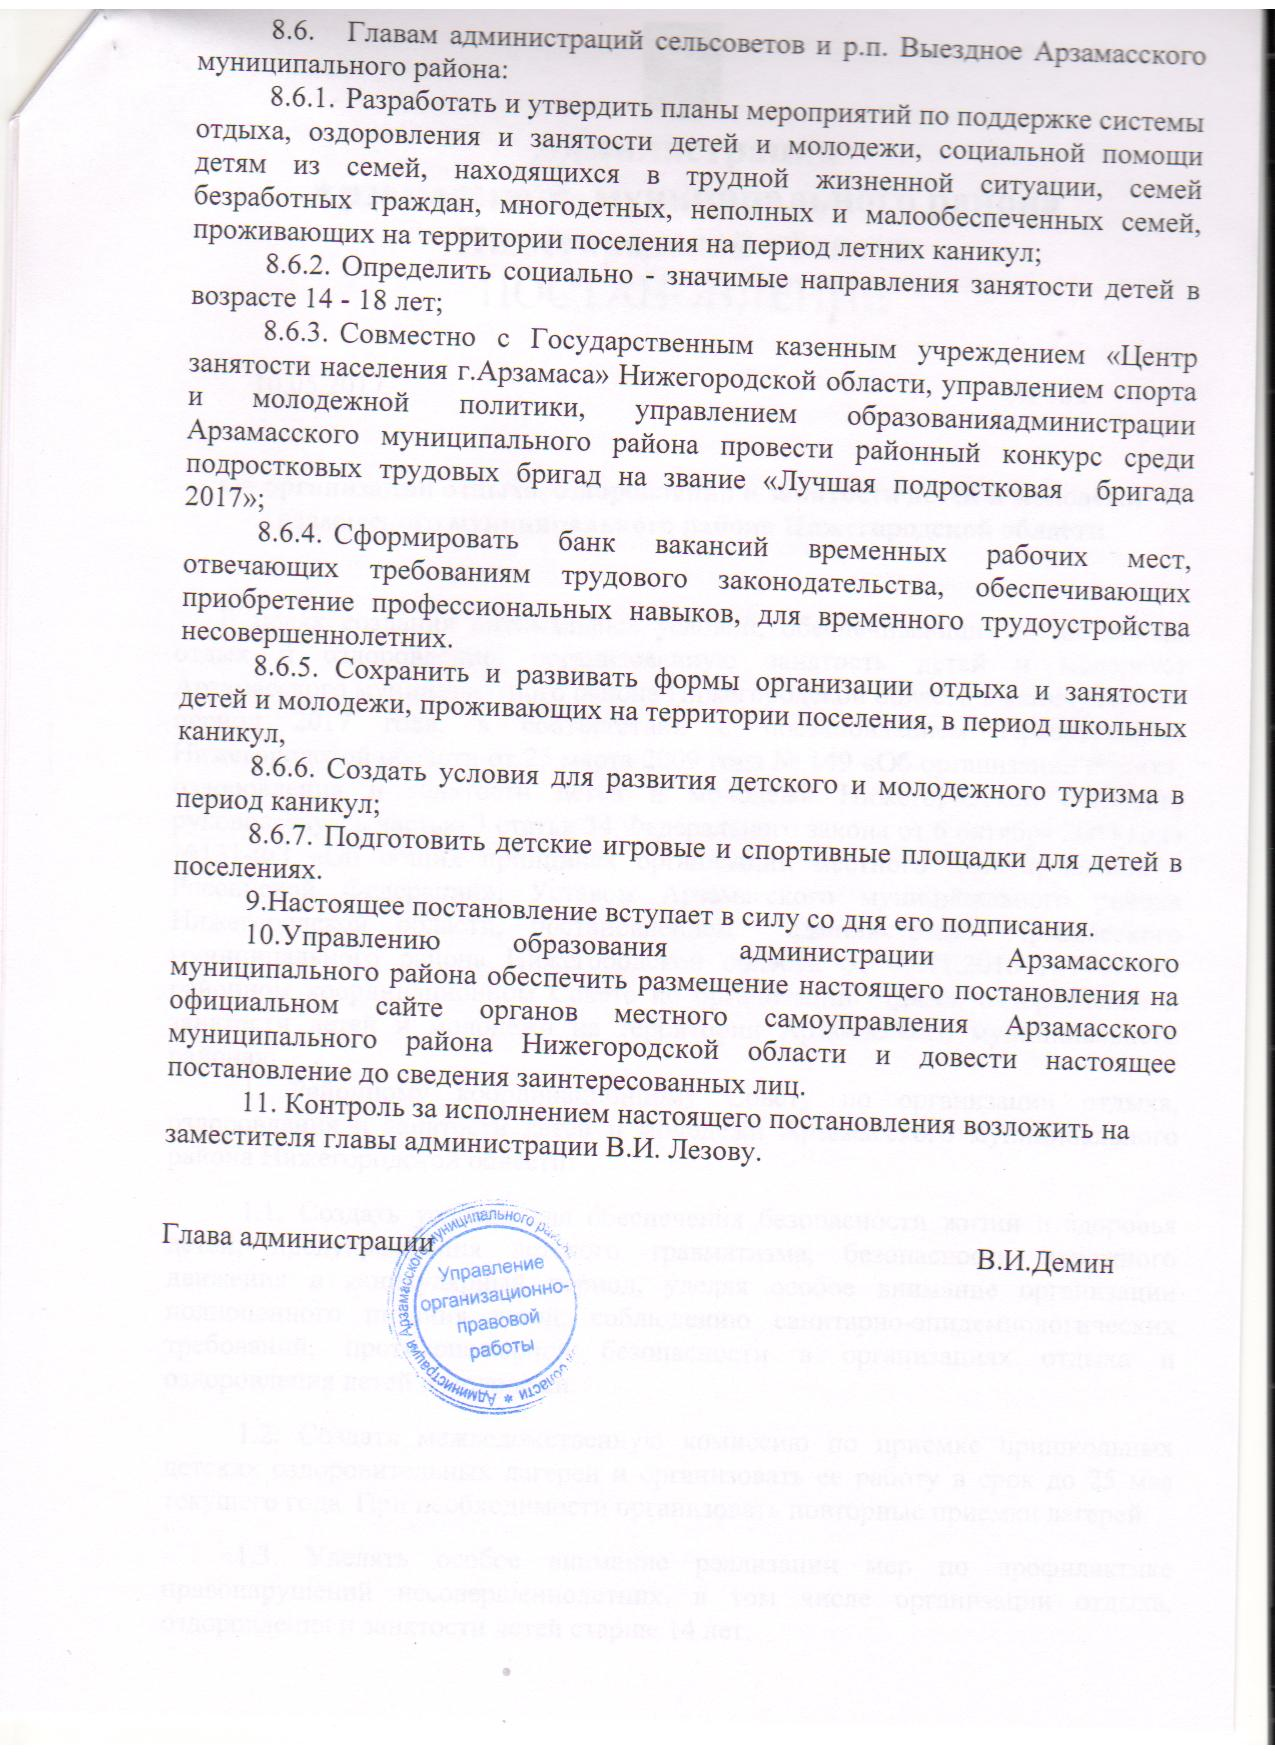 8.6. Главам администраций сельсоветов и р.п. Выездное Арзамасского
муниципального района:
8.6.1. Разработать и утвердить планы мероприятий по поддержке системы
отдыха, оздоровления и занятости детей и молодежи, социальной помощи
детям из семей, находящихся в трудной жизненной ситуации, семей
безработных граждан, многодетных, неполных и малообеспеченных семей,
проживающих на территории поселения на период летних каникул;
8.6.2. Определить социально - значимые направления занятости детей в
возрасте 14 - 18 лет;
8.6.3. Совместно с Государственным казенным учреждением «Центр
занятости населения г.Арзамаса» Нижегородской области, управлением спорта
и молодежной политики, управлением образованияадминистрации
Арзамасского муниципального района провести районный конкурс среди
подростковых трудовых бригад на звание «Лучшая подростковая бригада
2017»;
8.6.4. Сформировать банк вакансий временных рабочих мест,
отвечающих требованиям трудового законодательства, обеспечивающих
приобретение профессиональных навыков, для временного трудоустройства
несовершеннолетних.
8.6.5. Сохранить и развивать формы организации отдыха и занятости
детей и молодежи, проживающих на территории поселения, в период школьных
каникул,
8.6.6. Создать условия для развития детского и молодежного туризма в
период каникул;
8.6.7. Подготовить детские игровые и спортивные площадки для детей в
поселениях.
9.Настоящее постановление вступает в силу со дня его подписания.
10.Управлению образования администрации Арзамасского
муниципального района обеспечить размещение настоящего постановления на
официальном сайте органов местного самоуправления Арзамасского
муниципального района Нижегородской области и довести настоящее
постановление до сведения заинтересованных лиц.
11. Контроль за исполнением настоящего постановления возложить на
заместителя главы администрации В.И. Лезову.
Глава администрации
В.И.Демин
Администрация Арзамасского муниципального
области *
Управление
организационно-
правовой
работы